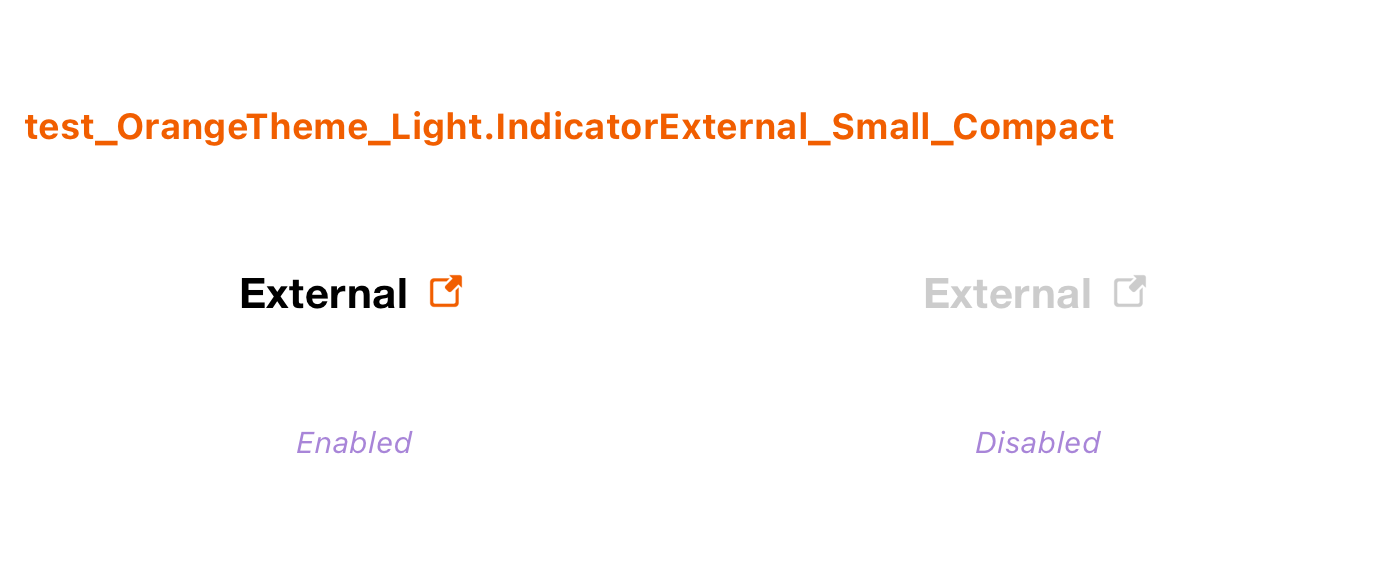 test_OrangeTheme_Light.IndicatorExternal_Small_Compact
External External
Enabled Disabled